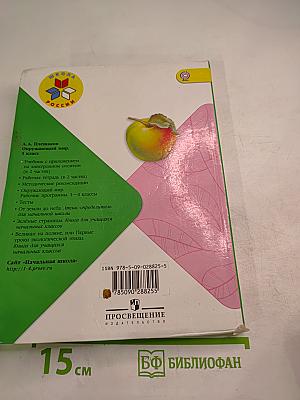 ШКОЛА
РОССИИ
А.А. Плешаков
Окружающий мир.
1 класс
Учебник с приложением
на электронном носителе
(в 2 частях)
Рабочая тетрадь (в 2 частях)
Методические рекомендации
Окружающий мир.
Рабочие программы. 1—4 классы
Тесты
От земли до неба. Атлас-определитель
для начальной школы
Зелёные страницы. Книга для учащихся
начальных классов
Великан на поляне, или Первые
уроки экологической этики.
Книга для учащихся
начальных классов
Сайт «Начальная школа»
http://1-4.prosv.ru
ISBN 978-5-09-028825-5
9 785090 288255
ПРОСВЕЩЕНИЕ
ИЗДАТЕЛЬСТВО
15 см
БФ БИБЛИОФАН